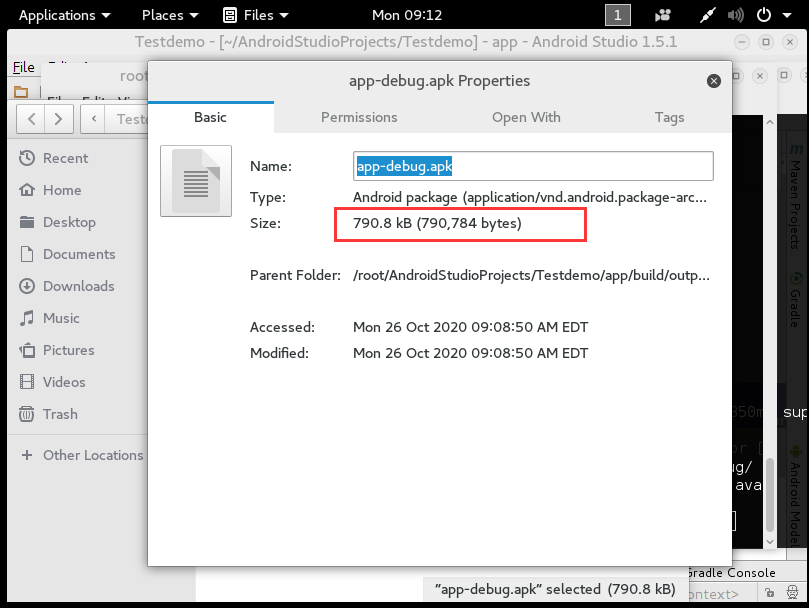 Applications Places Files Mon 09:12 1
Testdemo - [~/AndroidStudioProjects/Testdemo] - app - Android Studio 1.5.1
File
root
app-debug.apk Properties
Basic Permissions Open With Tags
Recent
Home
Desktop
Documents
Downloads
Music
Pictures
Videos
Trash
Other Locations
Name: app-debug.apk
Type: Android package (application/vnd.android.package-arc...
Size: 790.8 kB (790,784 bytes)
Parent Folder: /root/AndroidStudioProjects/Testdemo/app/build/outp...
Accessed: Mon 26 Oct 2020 09:08:50 AM EDT
Modified: Mon 26 Oct 2020 09:08:50 AM EDT
Maven Projects
Gradle
Android Model
sup
ug/
ava
Gradle Console
ontext>
"app-debug.apk" selected (790.8 kB)